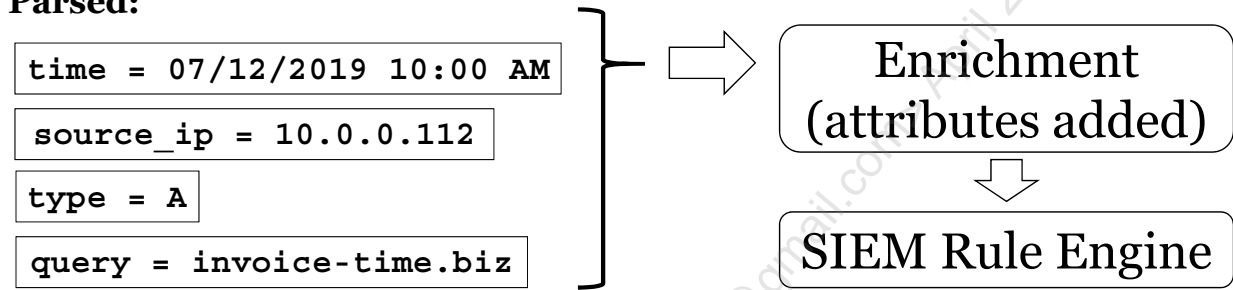 Parsed:
time = 07/12/2019 10:00 AM
source_ip = 10.0.0.112
type = A
query = invoice-time.biz
Enrichment
(attributes added)
SIEM Rule Engine